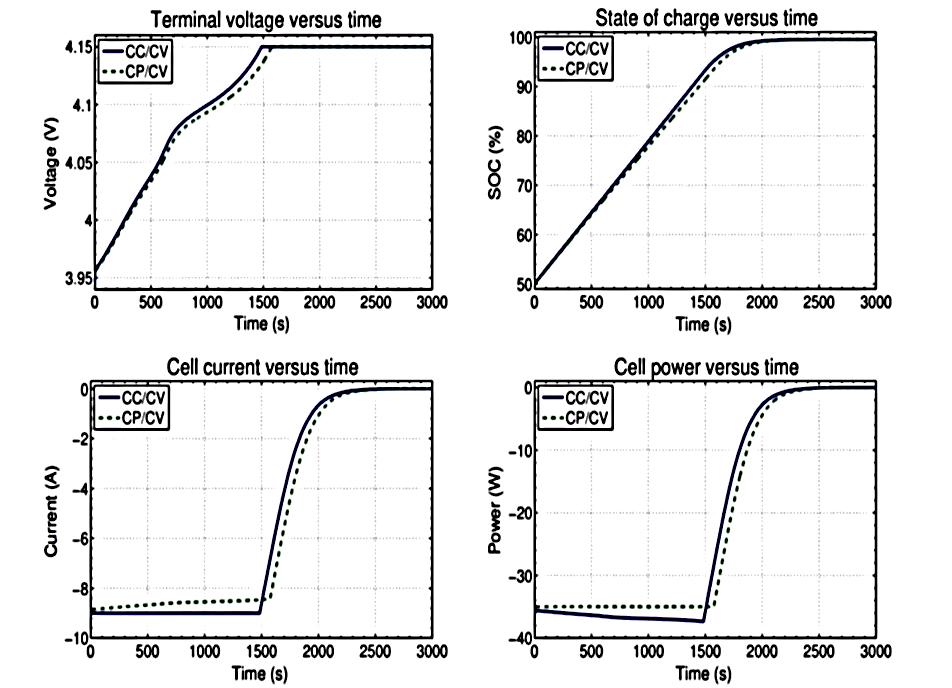 Terminal voltage versus time
4.15
4.1
4.05
4
3.95
CC/CV
CP/CV
Voltage (V)
0 500 1000 1500 2000 2500 3000
Time (s)
State of charge versus time
100
90
80
70
60
50
CC/CV
CP/CV
SOC (%)
0 500 1000 1500 2000 2500 3000
Time (s)
Cell current versus time
0
−2
−4
−6
−8
−10
CC/CV
CP/CV
Current (A)
0 500 1000 1500 2000 2500 3000
Time (s)
Cell power versus time
0
−10
−20
−30
−40
CC/CV
CP/CV
Power (W)
0 500 1000 1500 2000 2500 3000
Time (s)